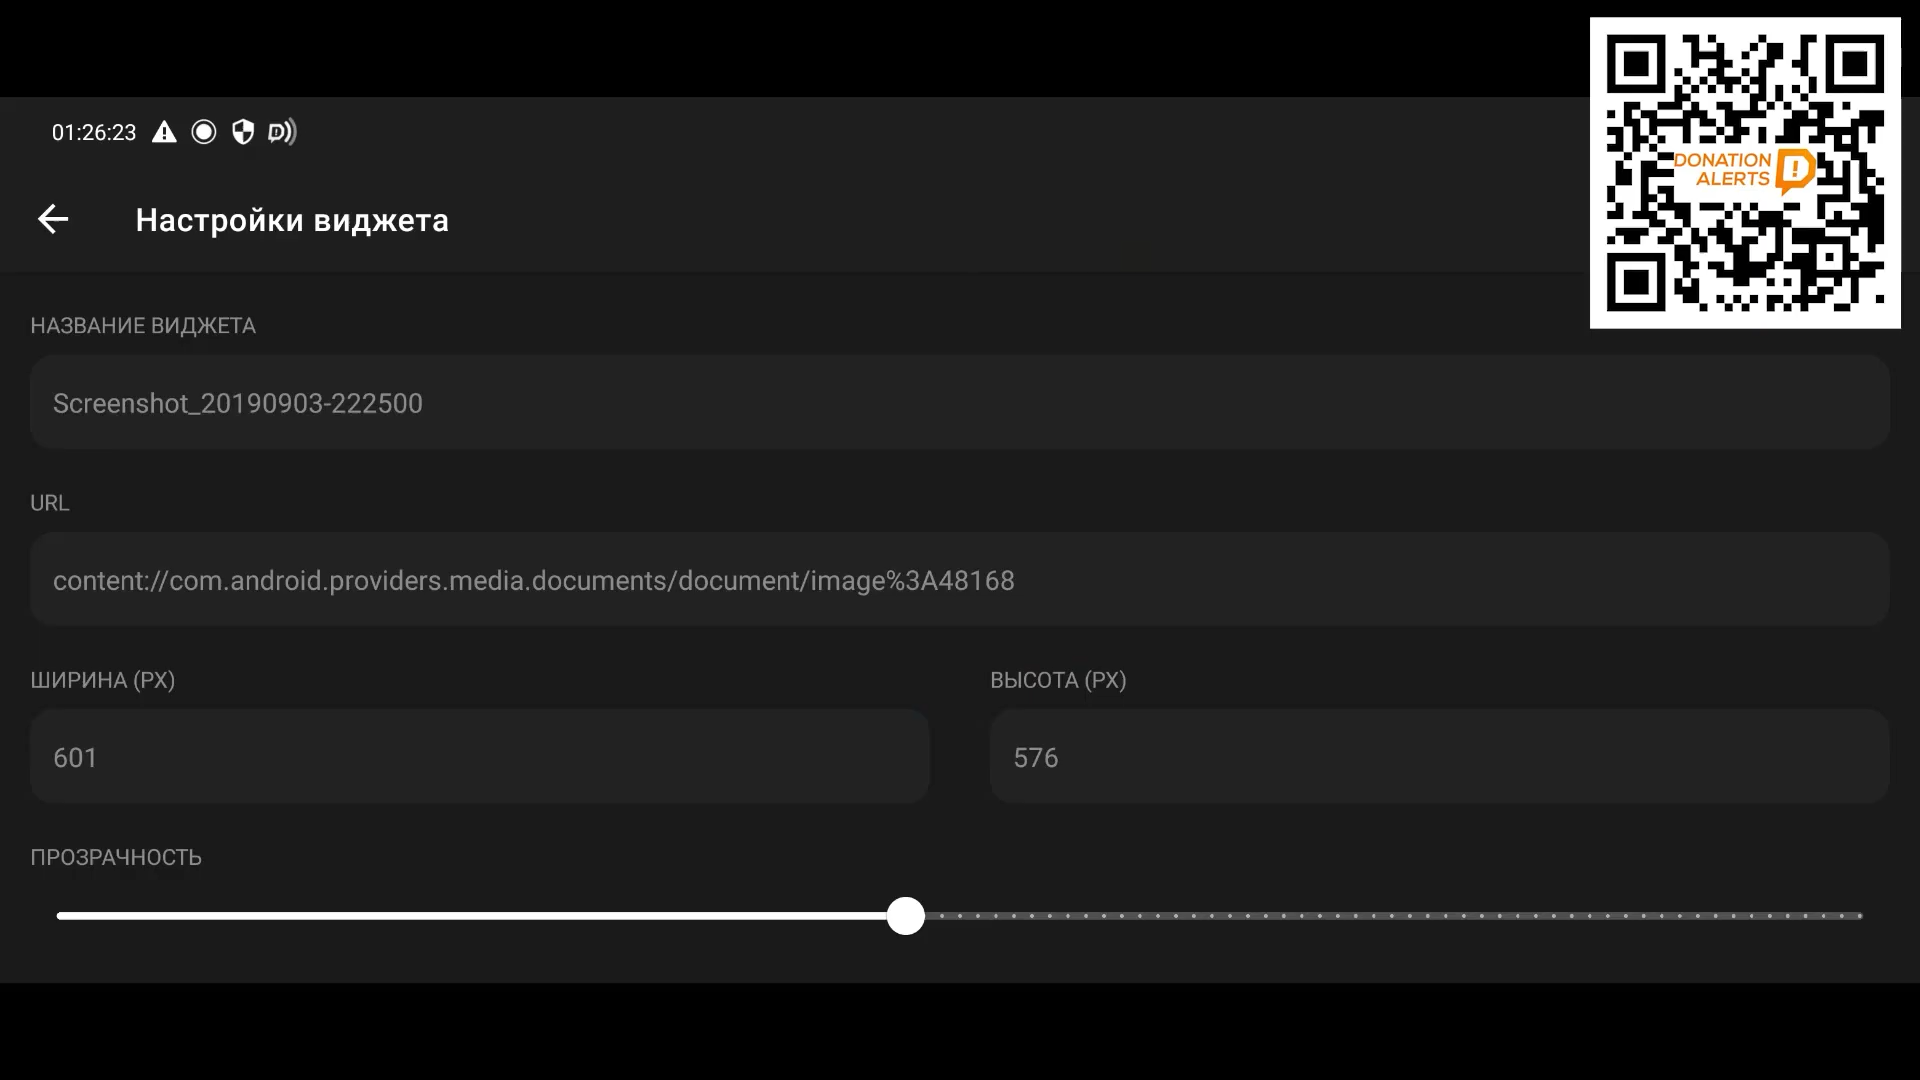 01:26:23
DONATION
ALERTS
Настройки виджета
НАЗВАНИЕ ВИДЖЕТА
Screenshot_20190903-222500
URL
content://com.android.providers.media.documents/document/image%3A48168
ШИРИНА (PX)
ВЫСОТА (PX)
601
576
ПРОЗРАЧНОСТЬ